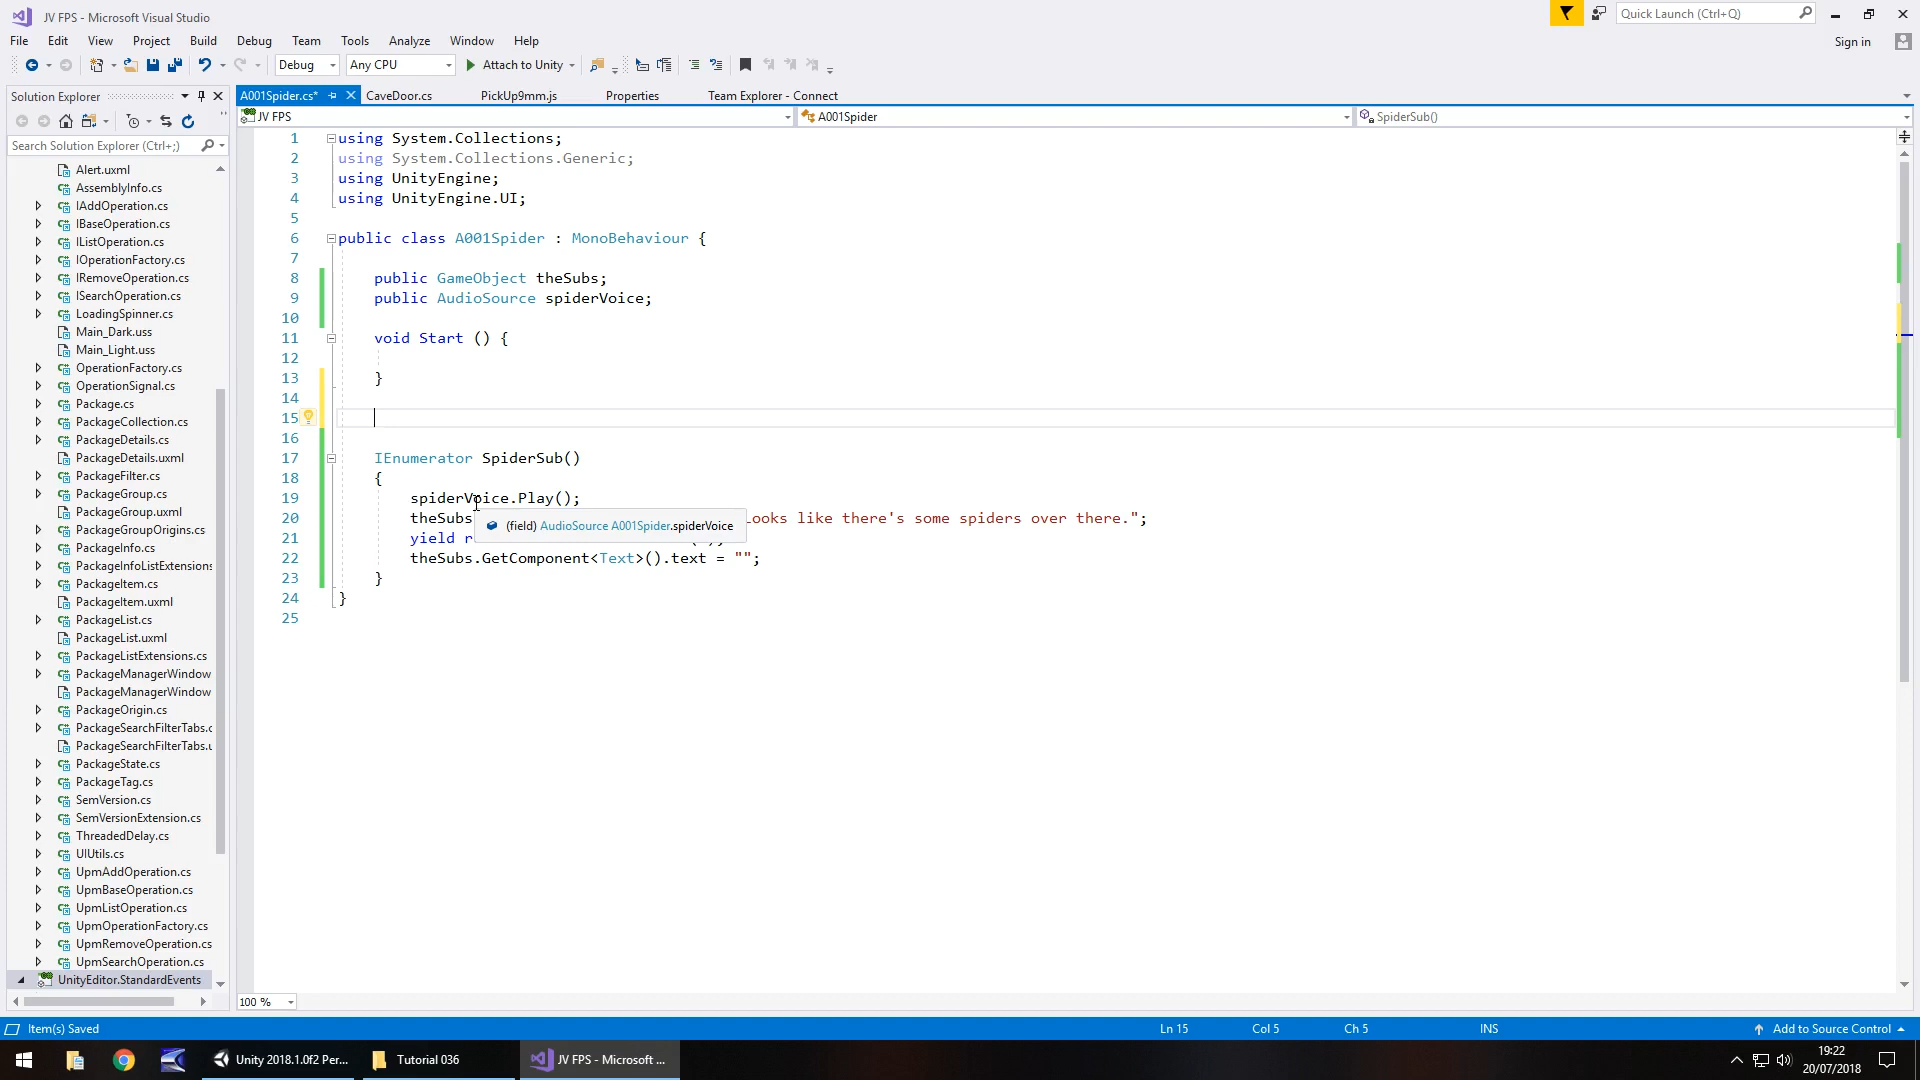 JV FPS - Microsoft Visual Studio
Quick Launch (Ctrl+Q)
File Edit View Project Build Debug Team Tools Analyze Window Help
Sign in
Debug Any CPU Attach to Unity
Solution Explorer
A001Spider.cs* CaveDoor.cs PickUp9mm.js Properties Team Explorer - Connect
JV FPS A001Spider SpiderSub()
Search Solution Explorer (Ctrl+;)
Alert.uxml
AssemblyInfo.cs
IAddOperation.cs
IBaseOperation.cs
IListOperation.cs
IOperationFactory.cs
IRemoveOperation.cs
ISearchOperation.cs
LoadingSpinner.cs
Main_Dark.uss
Main_Light.uss
OperationFactory.cs
OperationSignal.cs
Package.cs
PackageCollection.cs
PackageDetails.cs
PackageDetails.uxml
PackageFilter.cs
PackageGroup.cs
PackageGroup.uxml
PackageGroupOrigins.cs
PackageInfo.cs
PackageInfoListExtensions
PackageItem.cs
PackageItem.uxml
PackageList.cs
PackageList.uxml
PackageListExtensions.cs
PackageManagerWindow
PackageManagerWindow
PackageOrigin.cs
PackageSearchFilterTabs.c
PackageSearchFilterTabs.u
PackageState.cs
PackageTag.cs
SemVersion.cs
SemVersionExtension.cs
ThreadedDelay.cs
UIUtils.cs
UpmAddOperation.cs
UpmBaseOperation.cs
UpmListOperation.cs
UpmOperationFactory.cs
UpmRemoveOperation.cs
UpmSearchOperation.cs
UnityEditor.StandardEvents
1 using System.Collections;
2 using System.Collections.Generic;
3 using UnityEngine;
4 using UnityEngine.UI;
5
6 public class A001Spider : MonoBehaviour {
7
8 public GameObject theSubs;
9 public AudioSource spiderVoice;
10
11 void Start () {
12
13 }
14
15
16
17 IEnumerator SpiderSub()
18 {
19 spiderVoice.Play();
20 theSubs ooks like there's some spiders over there.";
(field) AudioSource A001Spider.spiderVoice
21 yield r
22 theSubs.GetComponent<Text>().text = "";
23 }
24 }
25
100 %
Item(s) Saved Ln 15 Col 5 Ch 5 INS Add to Source Control
Unity 2018.1.0f2 Per... Tutorial 036 JV FPS - Microsoft ...
19:22
20/07/2018